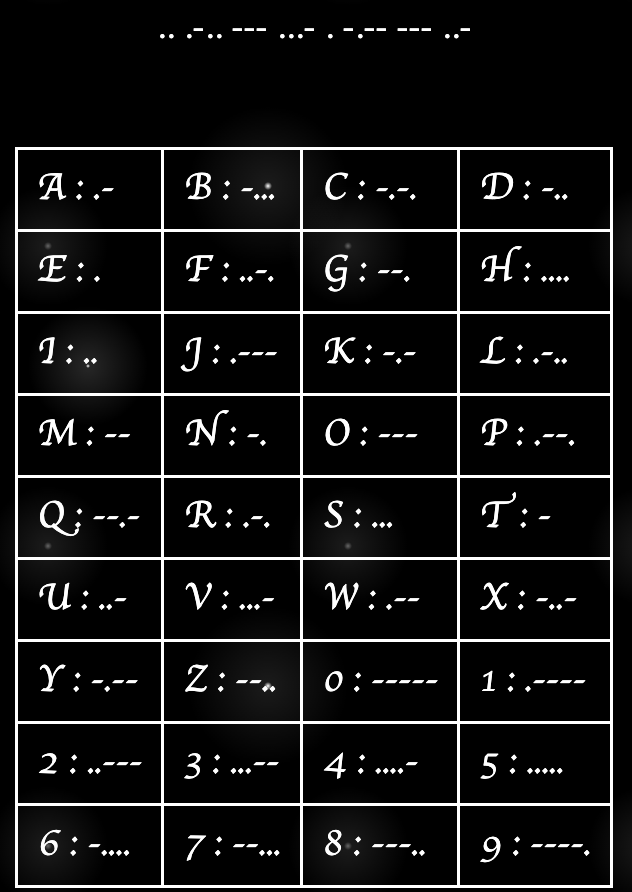 .. .-.. --- ...- . -.-- --- ..-
A : .- B : -... C : -.-. D : -..
E : . F : ..-. G : --. H : ....
I : .. J : .--- K : -.- L : .-..
M : -- N : -. O : --- P : .--.
Q : --.- R : .-. S : ... T : -
U : ..- V : ...- W : .-- X : -..-
Y : -.-- Z : --.. 0 : ----- 1 : .----
2 : ..--- 3 : ...-- 4 : ....- 5 : .....
6 : -.... 7 : --... 8 : ---.. 9 : ----.